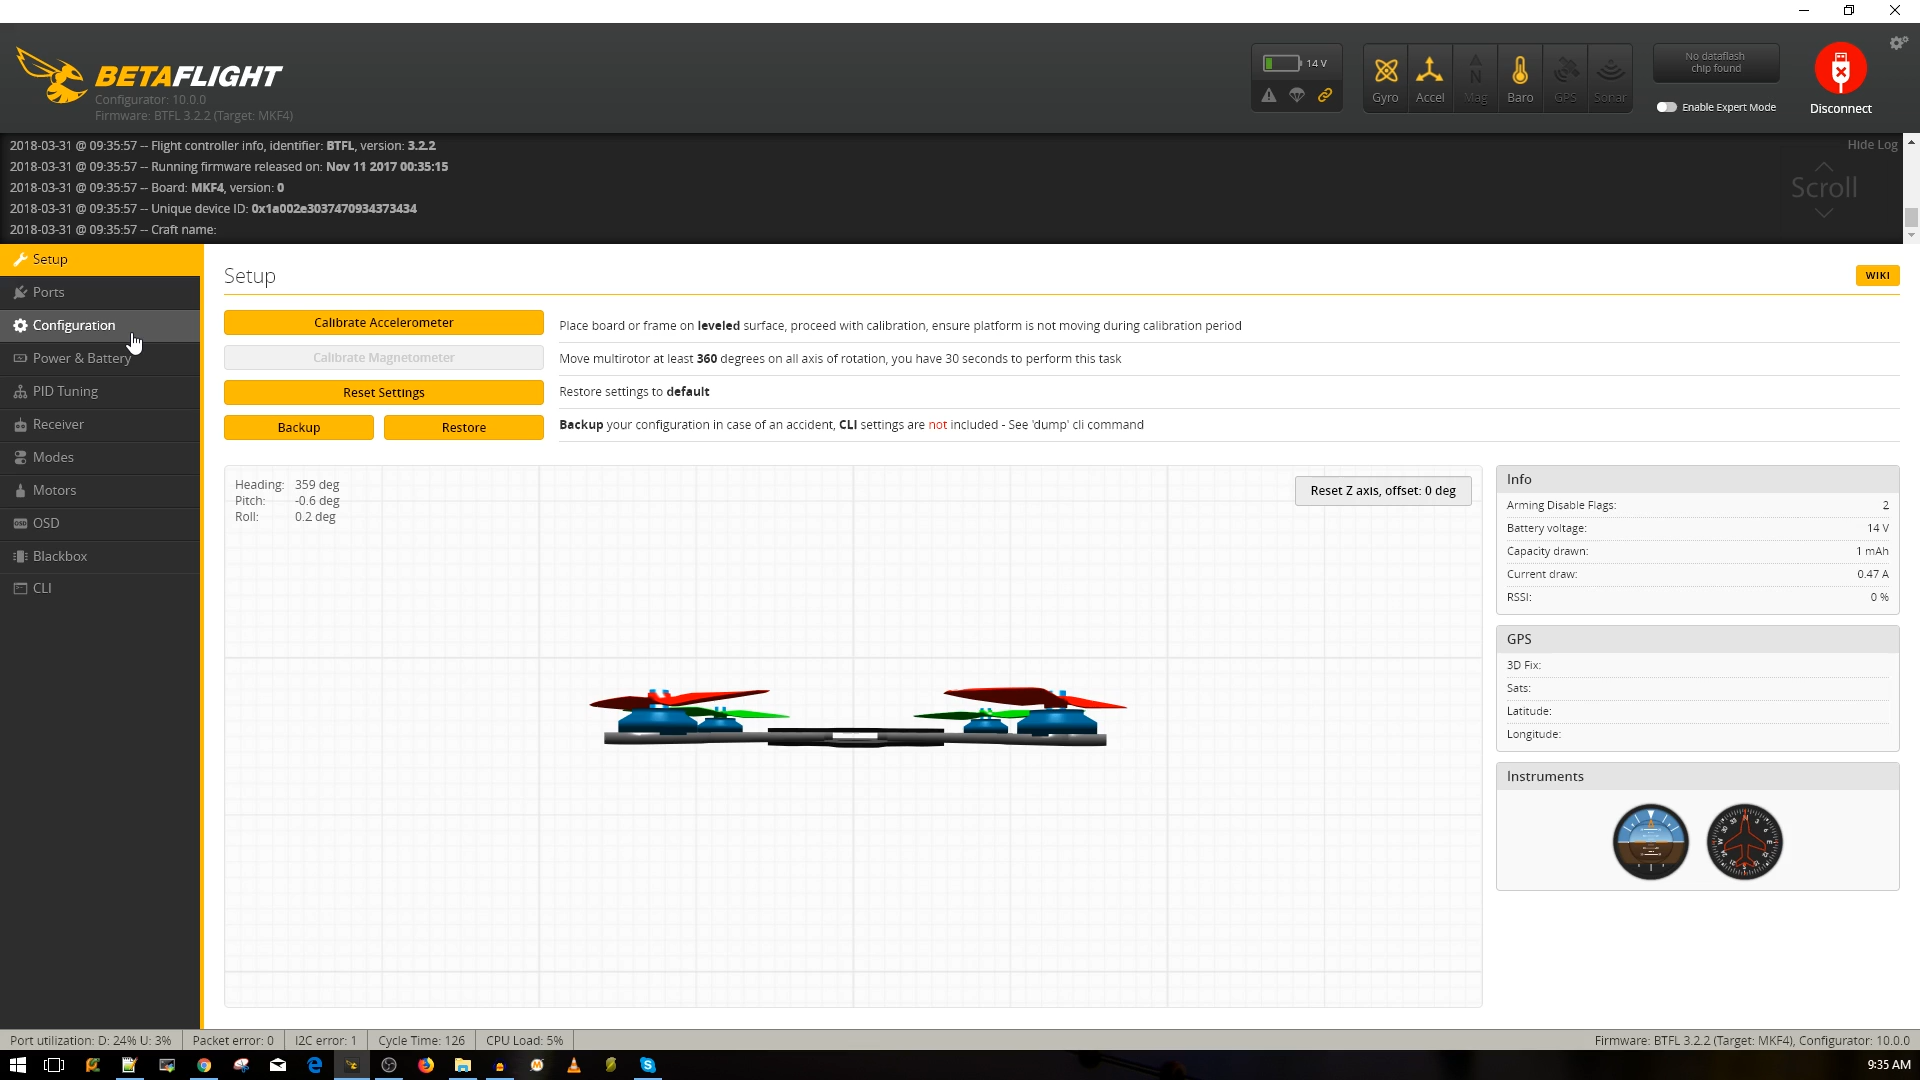 BETAFLIGHT
Configurator: 10.0.0
Firmware: BTFL 3.2.2 (Target: MKF4)
14 V
Gyro
Accel
Mag
Baro
GPS
Sonar
No dataflash
chip found
Enable Expert Mode
Disconnect
2018-03-31 @ 09:35:57 -- Flight controller info, identifier: BTFL, version: 3.2.2
2018-03-31 @ 09:35:57 -- Running firmware released on: Nov 11 2017 00:35:15
2018-03-31 @ 09:35:57 -- Board: MKF4, version: 0
2018-03-31 @ 09:35:57 -- Unique device ID: 0x1a002e3037470934373434
2018-03-31 @ 09:35:57 -- Craft name:
Hide Log
Scroll
Setup
Ports
Configuration
Power & Battery
PID Tuning
Receiver
Modes
Motors
OSD
Blackbox
CLI
Setup
WIKI
Calibrate Accelerometer
Place board or frame on leveled surface, proceed with calibration, ensure platform is not moving during calibration period
Calibrate Magnetometer
Move multirotor at least 360 degrees on all axis of rotation, you have 30 seconds to perform this task
Reset Settings
Restore settings to default
Backup
Restore
Backup your configuration in case of an accident, CLI settings are not included - See 'dump' cli command
Heading: 359 deg
Pitch: -0.6 deg
Roll: 0.2 deg
Reset Z axis, offset: 0 deg
Info
Arming Disable Flags: 2
Battery voltage: 14 V
Capacity drawn: 1 mAh
Current draw: 0.47 A
RSSI: 0 %
GPS
3D Fix:
Sats:
Latitude:
Longitude:
Instruments
Port utilization: D: 24% U: 3%
Packet error: 0
I2C error: 1
Cycle Time: 126
CPU Load: 5%
Firmware: BTFL 3.2.2 (Target: MKF4), Configurator: 10.0.0
9:35 AM